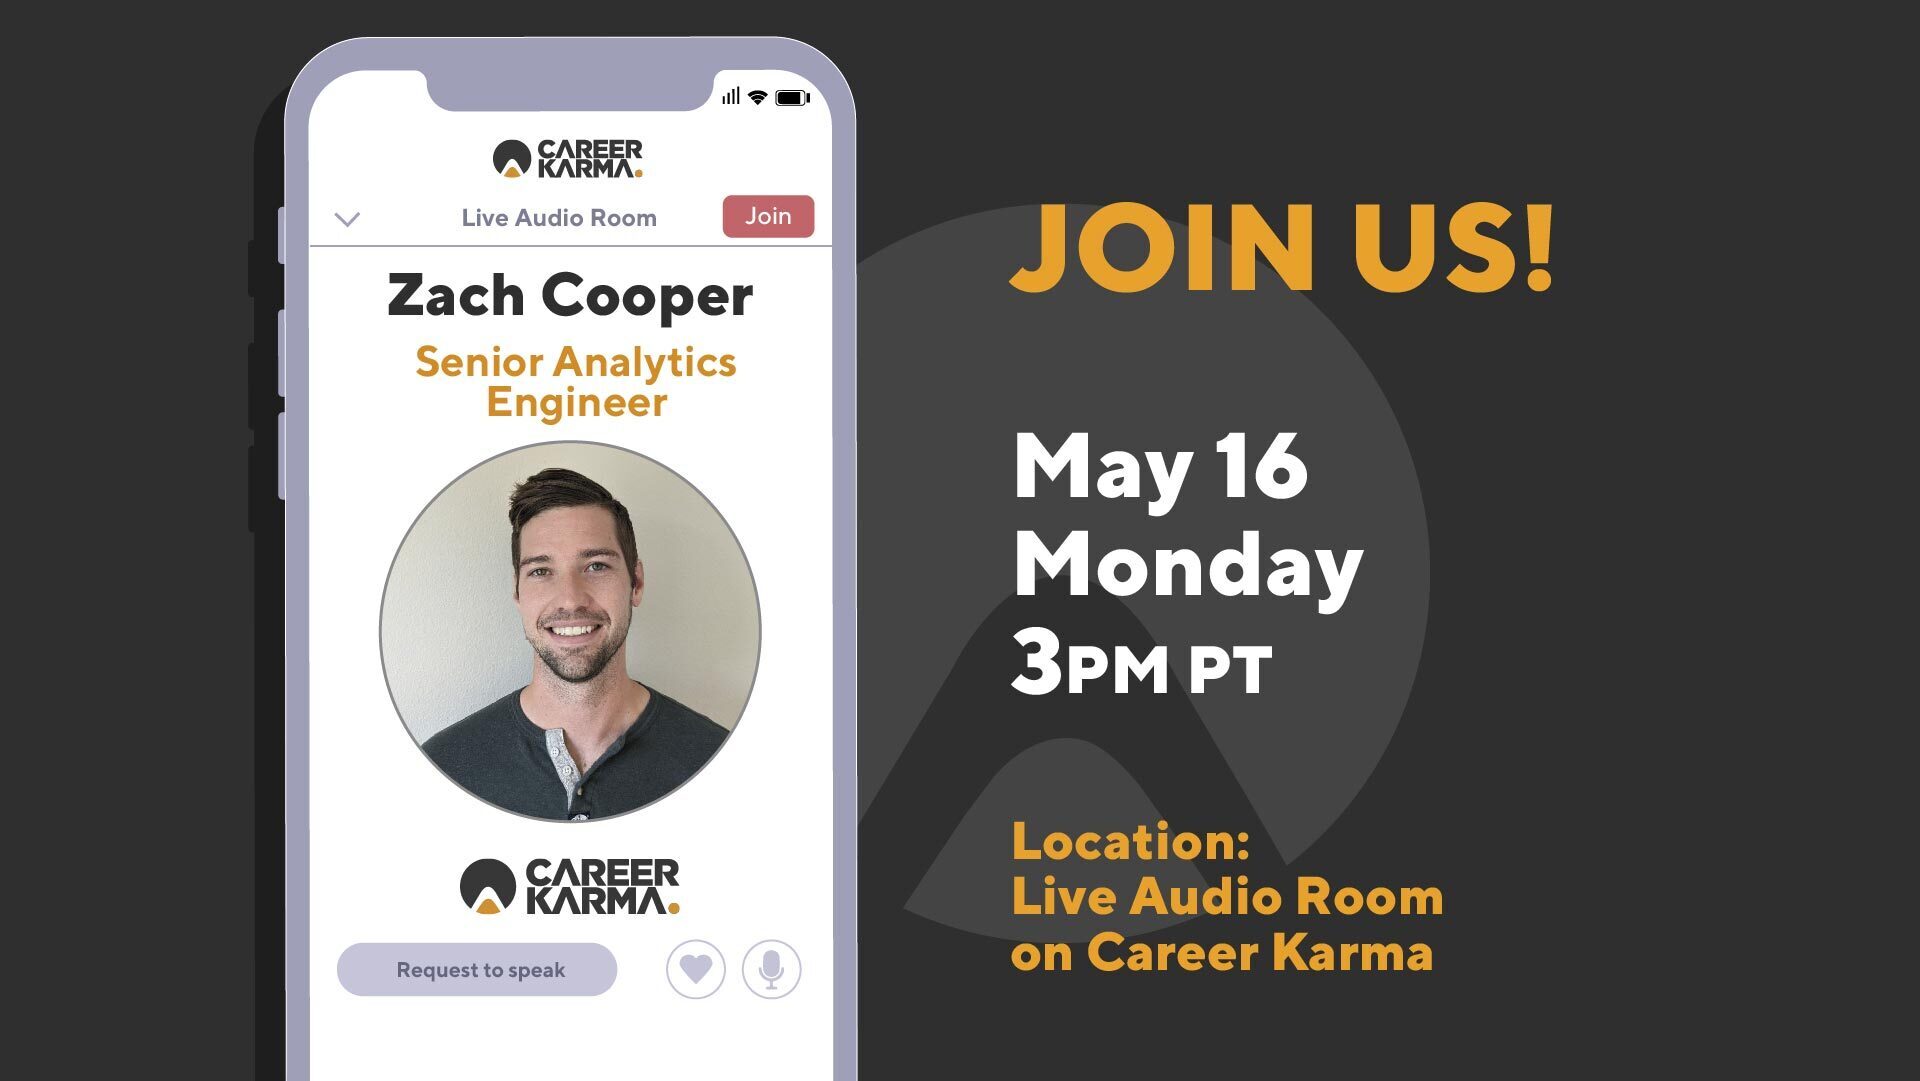 CAREER
KARMA.
Live Audio Room
Join
Zach Cooper
Senior Analytics
Engineer
CAREER
KARMA.
Request to speak
JOIN US!
May 16
Monday
3PM PT
Location:
Live Audio Room
on Career Karma